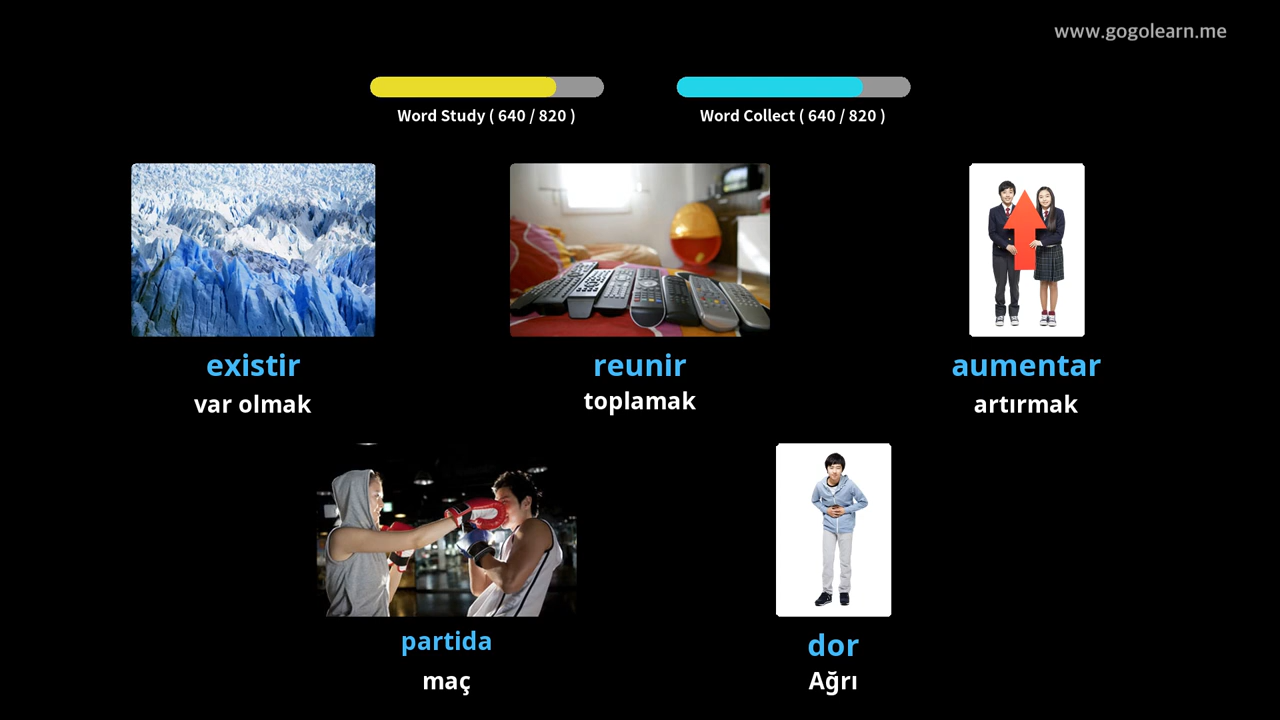 www.gogolearn.me
Word Study ( 640 / 820 )
Word Collect ( 640 / 820 )
existir
var olmak
reunir
toplamak
aumentar
artırmak
partida
maç
dor
Ağrı